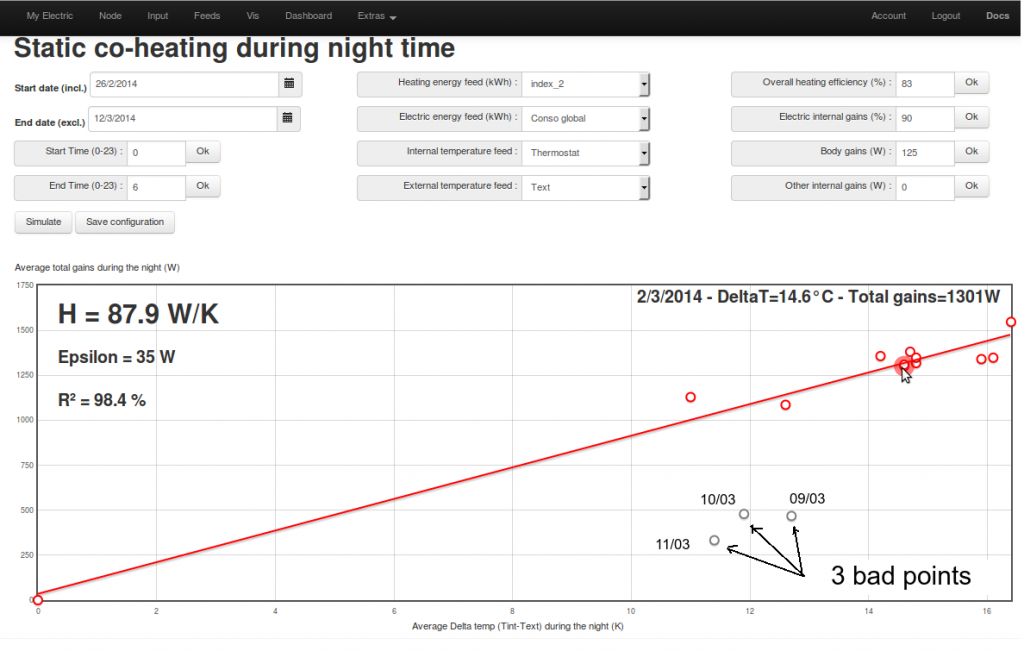 My Electric Node Input Feeds Vis Dashboard Extras Account Logout Docs
Static co-heating during night time
Start date (incl.) 26/2/2014 Heating energy feed (kWh) : index_2 Overall heating efficiency (%) : 83 Ok
End date (excl.) 12/3/2014 Electric energy feed (kWh) : Conso global Electric internal gains (%) : 90 Ok
Start Time (0-23) : 0 Ok Internal temperature feed : Thermostat Body gains (W) : 125 Ok
End Time (0-23) : 6 Ok External temperature feed : Text Other internal gains (W) : 0 Ok
Simulate Save configuration
Average total gains during the night (W)
1750
2/3/2014 - DeltaT=14.6°C - Total gains=1301W
H = 87.9 W/K
1500
Epsilon = 35 W
1250
R² = 98.4 %
1000
750
10/03 09/03
500
11/03
250
3 bad points
0
0 2 4 6 8 10 12 14 16
Average Delta temp (Tint-Text) during the night (K)